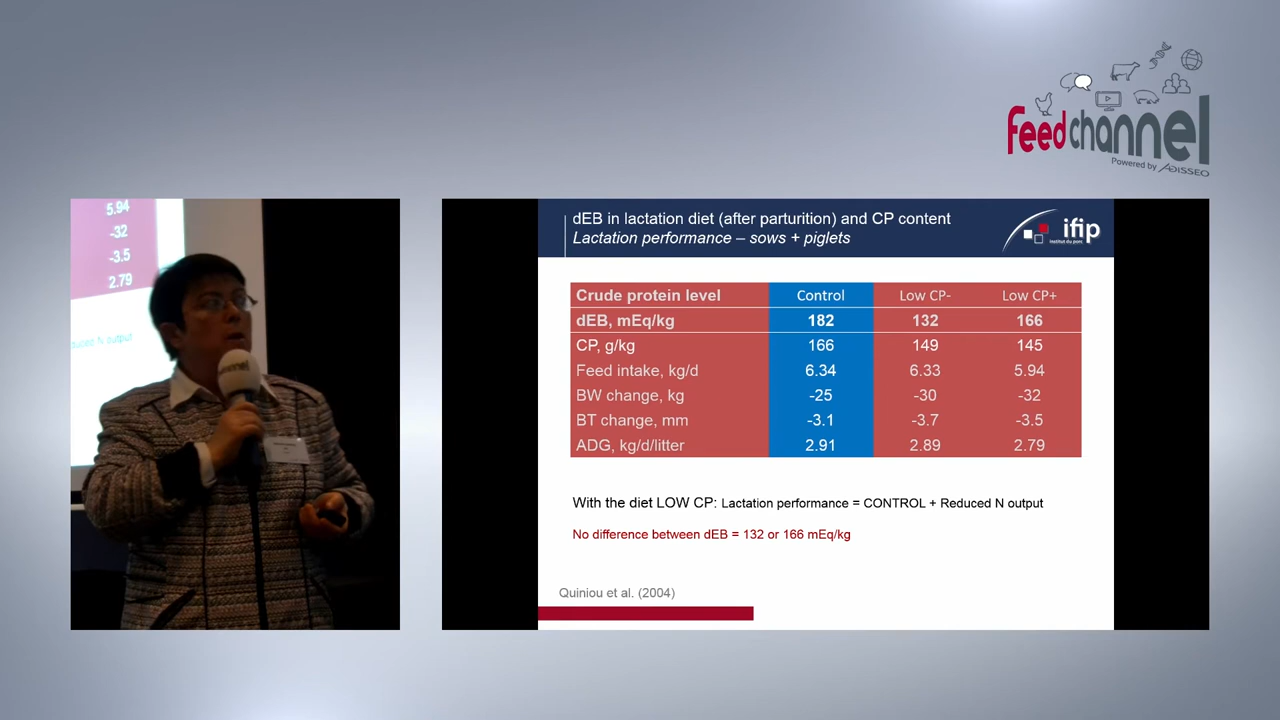 feedchannel
Powered by ADISSEO
5.94
-32
-3.5
2.79
N output
dEB in lactation diet (after parturition) and CP content
Lactation performance – sows + piglets
ifip
Institut du porc
Crude protein level Control Low CP- Low CP+
dEB, mEq/kg 182 132 166
CP, g/kg 166 149 145
Feed intake, kg/d 6.34 6.33 5.94
BW change, kg -25 -30 -32
BT change, mm -3.1 -3.7 -3.5
ADG, kg/d/litter 2.91 2.89 2.79
With the diet LOW CP: Lactation performance = CONTROL + Reduced N output
No difference between dEB = 132 or 166 mEq/kg
Quiniou et al. (2004)